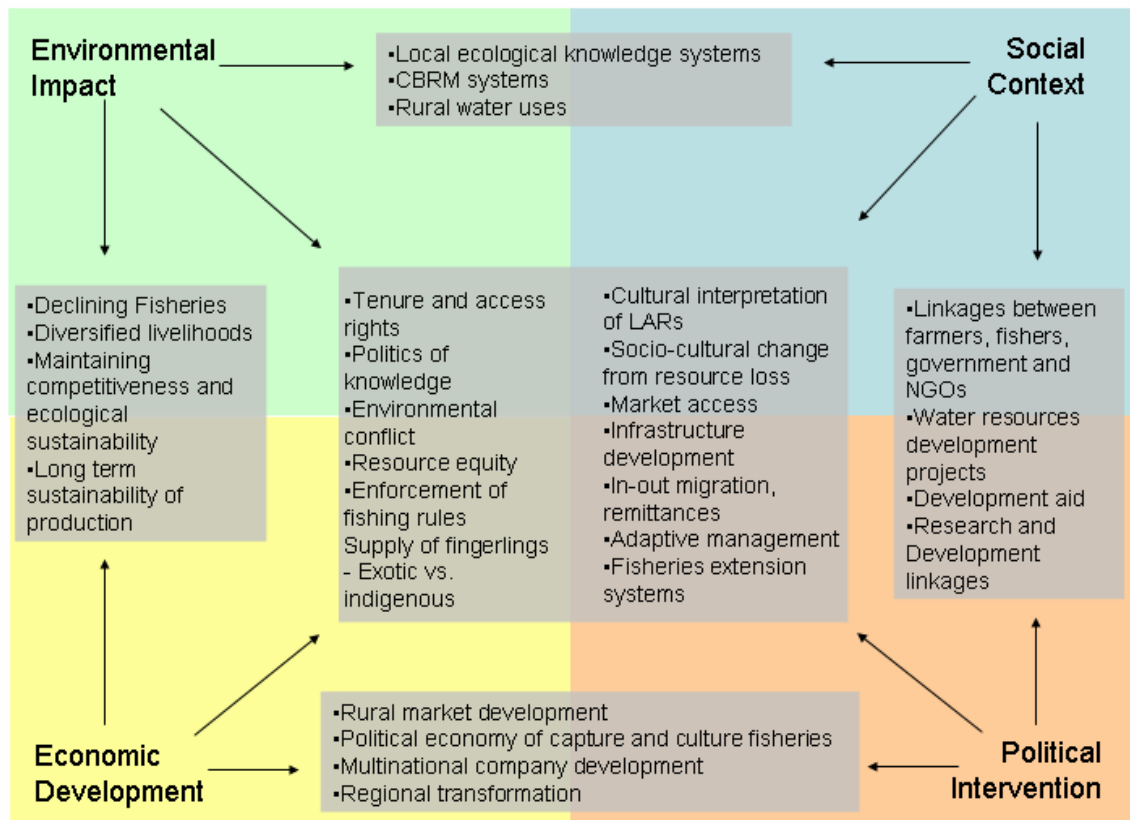 Environmental
Impact
▪Local ecological knowledge systems
▪CBRM systems
▪Rural water uses
Social
Context
▪Declining Fisheries
▪Diversified livelihoods
▪Maintaining
competitiveness and
ecological
sustainability
▪Long term
sustainability of
production
▪Tenure and access
rights
▪Politics of
knowledge
▪Environmental
conflict
▪Resource equity
▪Enforcement of
fishing rules
Supply of fingerlings
- Exotic vs.
indigenous
▪Cultural interpretation
of LARs
▪Socio-cultural change
from resource loss
▪Market access
▪Infrastructure
development
▪In-out migration,
remittances
▪Adaptive management
▪Fisheries extension
systems
▪Linkages between
farmers, fishers,
government and
NGOs
▪Water resources
development
projects
▪Development aid
▪Research and
Development
linkages
Economic
Development
▪Rural market development
▪Political economy of capture and culture fisheries
▪Multinational company development
▪Regional transformation
Political
Intervention